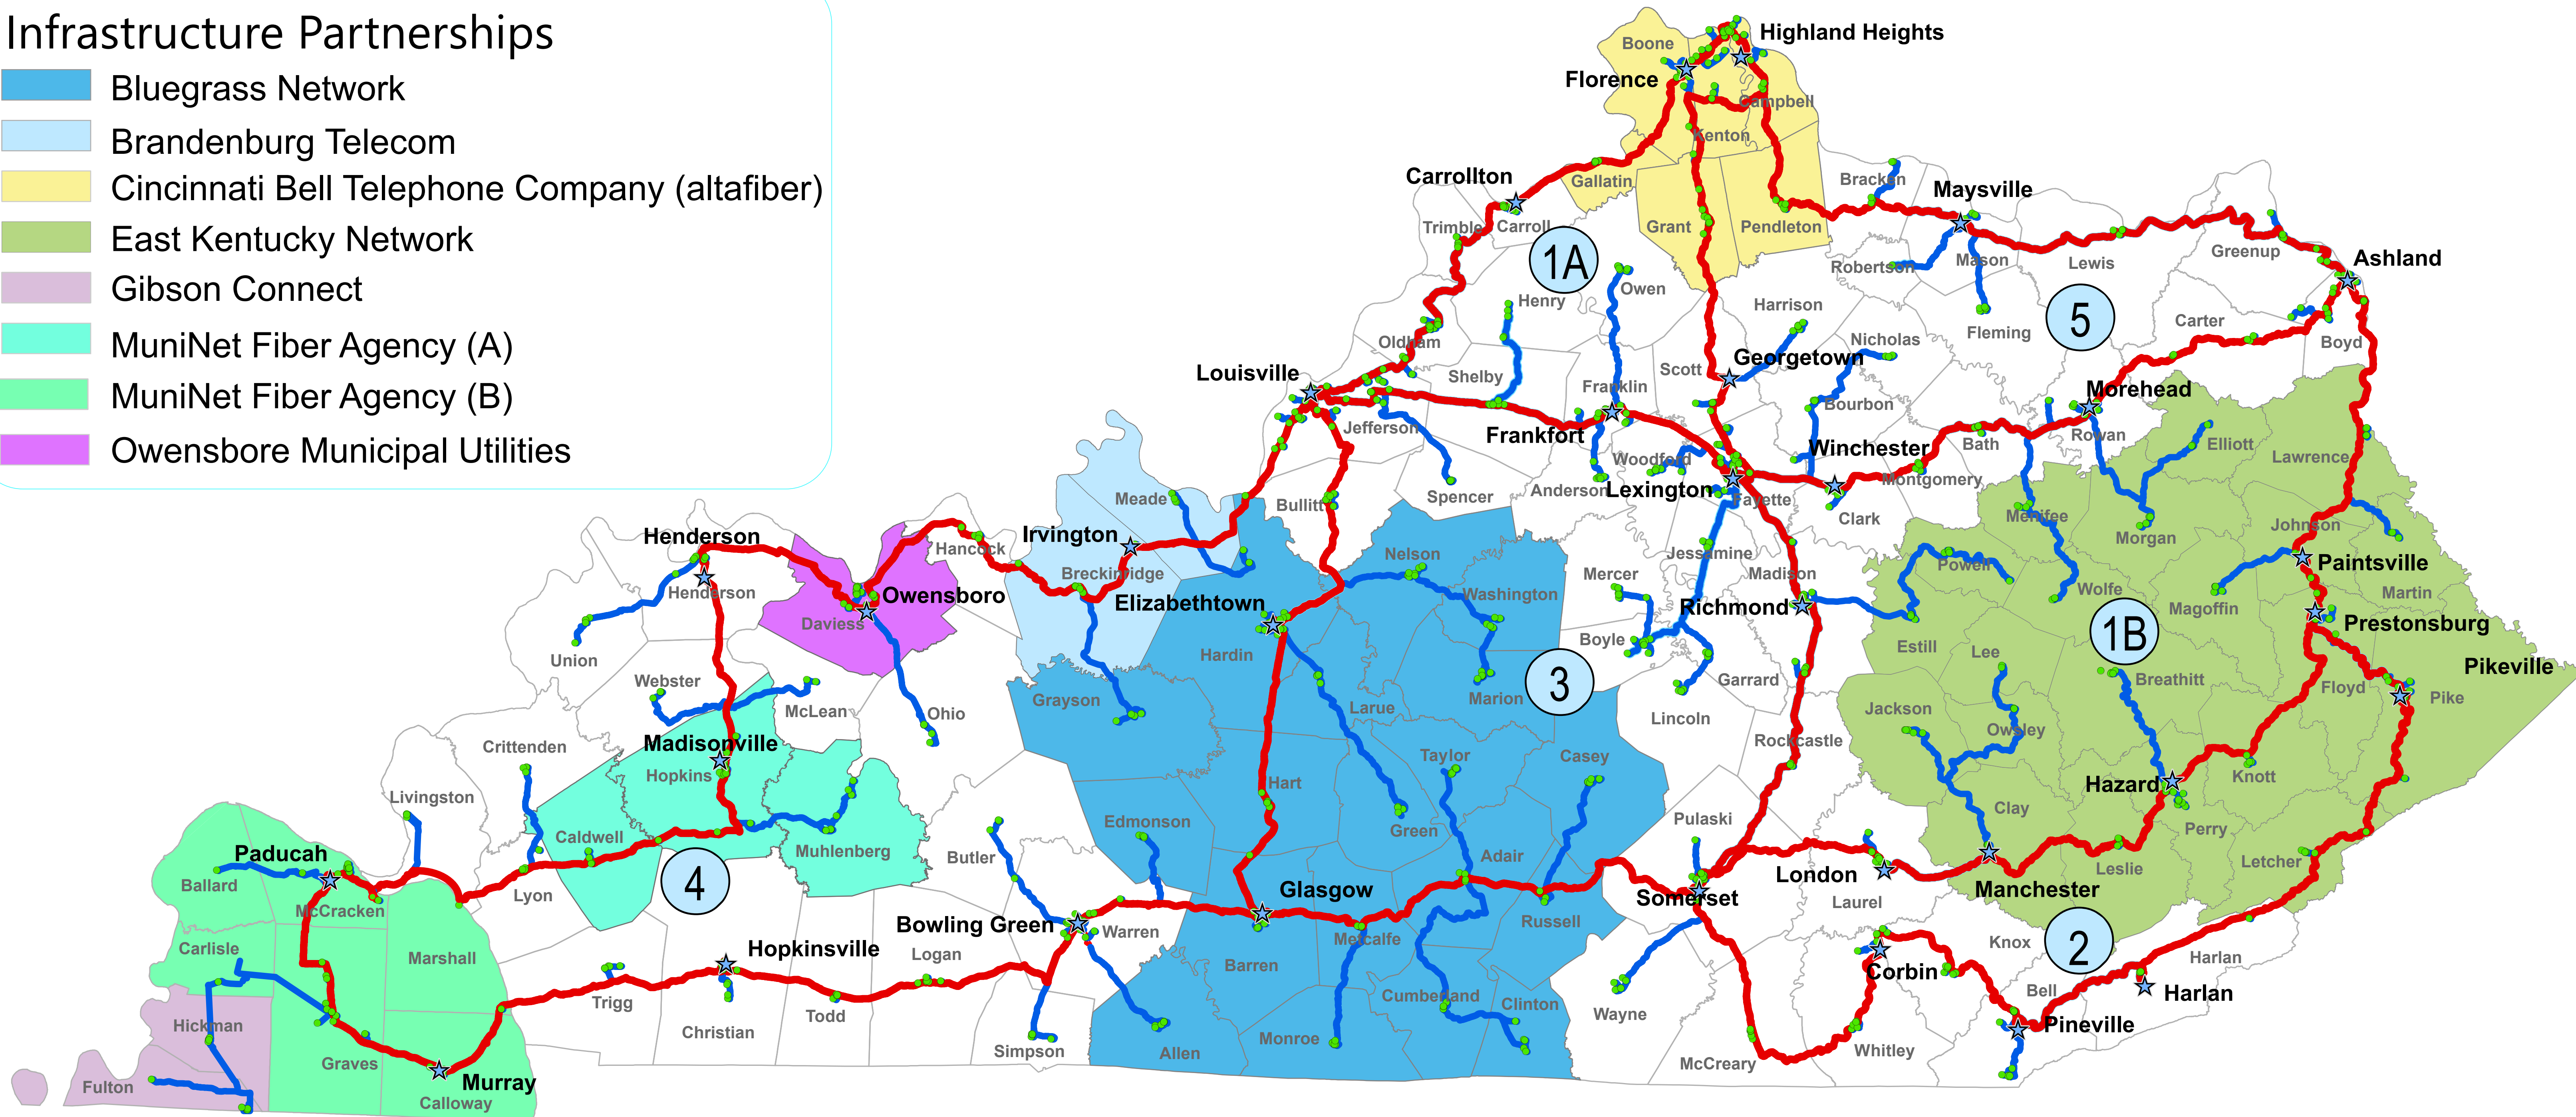 Infrastructure Partnerships
Bluegrass Network
Brandenburg Telecom
Cincinnati Bell Telephone Company (altafiber)
East Kentucky Network
Gibson Connect
MuniNet Fiber Agency (A)
MuniNet Fiber Agency (B)
Owensbore Municipal Utilities
Highland Heights
Boone
Florence
Campbell
Kenton
Carrollton
Gallatin
Bracken
Maysville
Trimble
Carroll
Grant
Pendleton
1A
Robertson
Mason
Lewis
Greenup
Ashland
Owen
Henry
Harrison
5
Fleming
Carter
Boyd
Oldham
Nicholas
Georgetown
Louisville
Shelby
Franklin
Scott
Morehead
Bourbon
Jefferson
Frankfort
Winchester
Bath
Rowan
Elliott
Lawrence
Woodford
Meade
Spencer
Anderson
Lexington
Fayette
Montgomery
Bullitt
Clark
Menifee
Johnson
Morgan
Henderson
Irvington
Hancock
Nelson
Jessamine
Powell
Paintsville
Breckinridge
Mercer
Madison
Henderson
Washington
Wolfe
Martin
Owensboro
Elizabethtown
Richmond
Magoffin
Daviess
Prestonsburg
1B
Boyle
Estill
Union
Hardin
Lee
Pikeville
Webster
3
Garrard
Breathitt
Floyd
Pike
Grayson
Larue
Marion
McLean
Ohio
Lincoln
Jackson
Owsley
Crittenden
Madisonville
Rockcastle
Taylor
Casey
Hopkins
Hart
Hazard
Knott
Livingston
Clay
Edmonson
Green
Pulaski
Perry
Caldwell
Paducah
Muhlenberg
Butler
Adair
Leslie
Letcher
Ballard
4
Lyon
Glasgow
London
Manchester
Somerset
Laurel
McCracken
Bowling Green
Warren
Russell
Metcalfe
2
Knox
Carlisle
Marshall
Hopkinsville
Logan
Barren
Corbin
Harlan
Bell
Harlan
Trigg
Cumberland
Clinton
Wayne
Todd
Hickman
Christian
Pineville
Monroe
Simpson
Allen
Whitley
Graves
McCreary
Fulton
Murray
Calloway